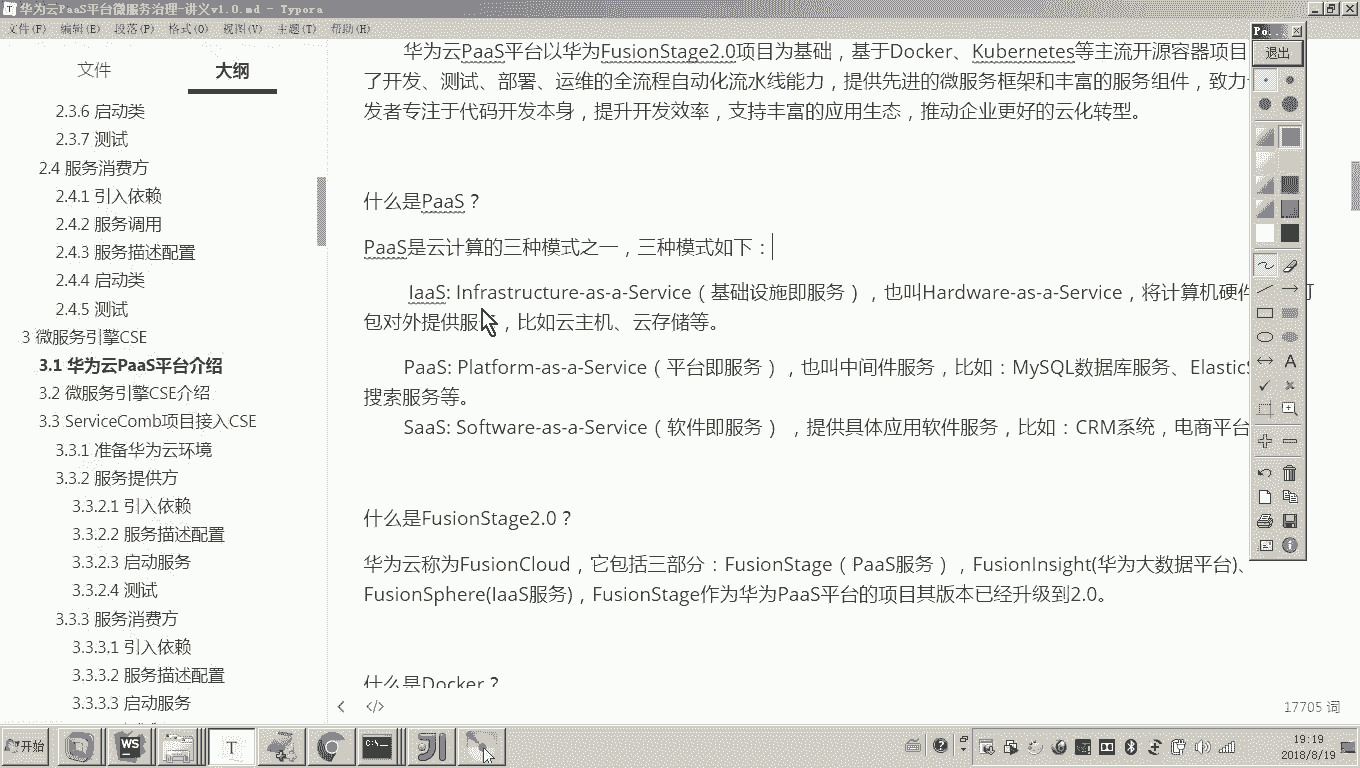 华为云PaaS平台微服务治理-讲义v1.0.md - Typora
文件(F) 编辑(E) 段落(P) 格式(O) 视图(V) 主题(T) 帮助(H)
文件 大纲
2.3.6 启动类
2.3.7 测试
2.4 服务消费方
2.4.1 引入依赖
2.4.2 服务调用
2.4.3 服务描述配置
2.4.4 启动类
2.4.5 测试
3 微服务引擎CSE
3.1 华为云PaaS平台介绍
3.2 微服务引擎CSE介绍
3.3 ServiceComb项目接入CSE
3.3.1 准备华为云环境
3.3.2 服务提供方
3.3.2.1 引入依赖
3.3.2.2 服务描述配置
3.3.2.3 启动服务
3.3.2.4 测试
3.3.3 服务消费方
3.3.3.1 引入依赖
3.3.3.2 服务描述配置
3.3.3.3 启动服务
华为云PaaS平台以华为FusionStage2.0项目为基础，基于Docker、Kubernetes等主流开源容器项目
了开发、测试、部署、运维的全流程自动化流水线能力，提供先进的微服务框架和丰富的服务组件，致力
发者专注于代码开发本身，提升开发效率，支持丰富的应用生态，推动企业更好的云化转型。
什么是PaaS？
PaaS是云计算的三种模式之一，三种模式如下：
IaaS: Infrastructure-as-a-Service（基础设施即服务），也叫Hardware-as-a-Service，将计算机硬件
包对外提供服，比如云主机、云存储等。
PaaS: Platform-as-a-Service（平台即服务），也叫中间件服务，比如：MySQL数据库服务、Elastic
搜索服务等。
SaaS: Software-as-a-Service（软件即服务） ，提供具体应用软件服务，比如：CRM系统，电商平台
什么是FusionStage2.0？
华为云称为FusionCloud，它包括三部分：FusionStage（PaaS服务），FusionInsight(华为大数据平台)、
FusionSphere(IaaS服务)，FusionStage作为华为PaaS平台的项目其版本已经升级到2.0。
什么是Docker？
17705 词
Po...
退出
A
开始
WS
T
C:\
JI
19:19
2018/8/19